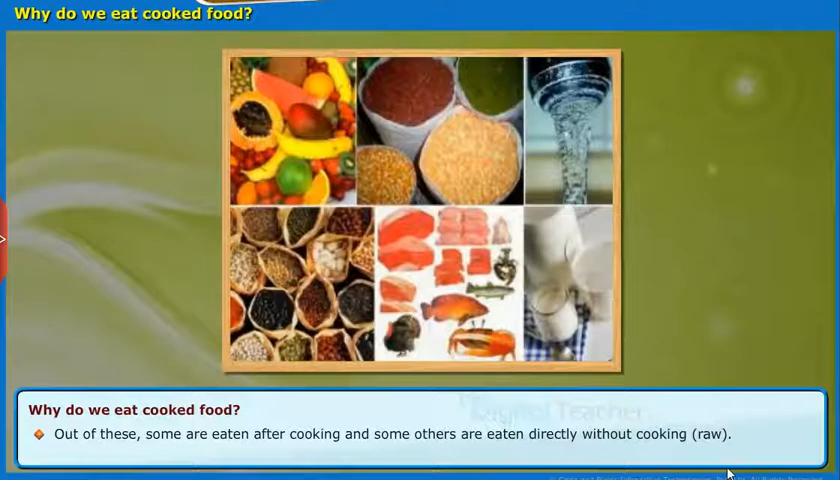 Why do we eat cooked food?
Why do we eat cooked food?
Out of these, some are eaten after cooking and some others are eaten directly without cooking (raw).
Teacher